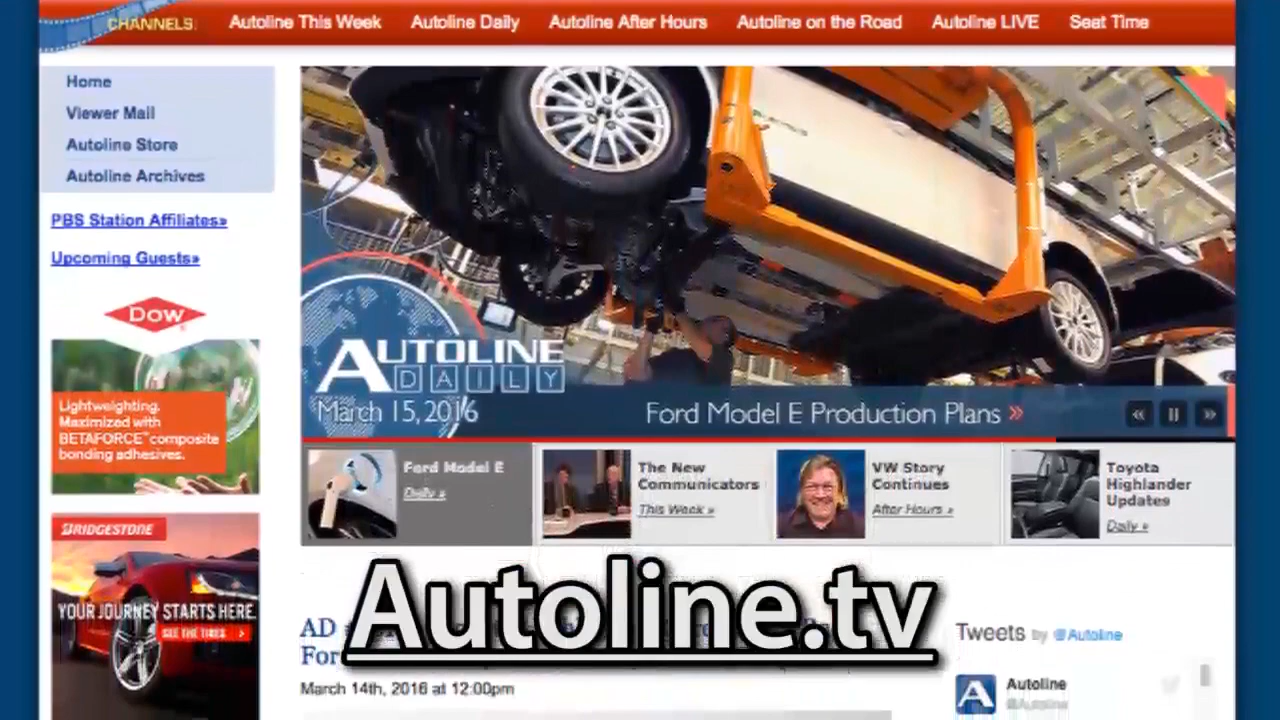 CHANNELS:
Autoline This Week
Autoline Daily
Autoline After Hours
Autoline on the Road
Autoline LIVE
Seat Time
Home
Viewer Mail
Autoline Store
Autoline Archives
PBS Station Affiliates»
Upcoming Guests»
Dow
Lightweighting.
Maximized with
BETAFORCE™ composite
bonding adhesives.
BRIDGESTONE
YOUR JOURNEY STARTS HERE.
SEE THE TIRES >
AUTOLINE
DAILY
March 15, 2016
Ford Model E Production Plans »
Ford Model E
Daily »
The New
Communicators
This Week »
VW Story
Continues
After Hours »
Toyota
Highlander
Updates
Daily »
Autoline.tv
AD
March 14th, 2016 at 12:00pm
Tweets by @Autoline
Autoline
@Autoline